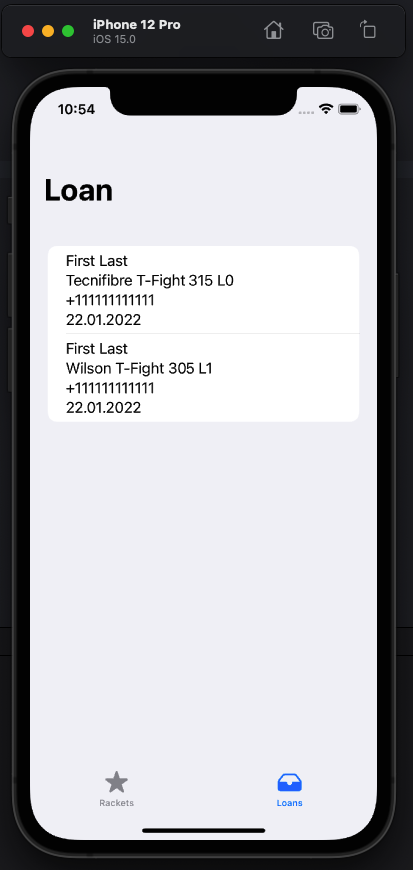 iPhone 12 Pro
iOS 15.0
10:54
Loan
First Last
Tecnifibre T-Fight 315 L0
+111111111111
22.01.2022
First Last
Wilson T-Fight 305 L1
+111111111111
22.01.2022
Rackets
Loans